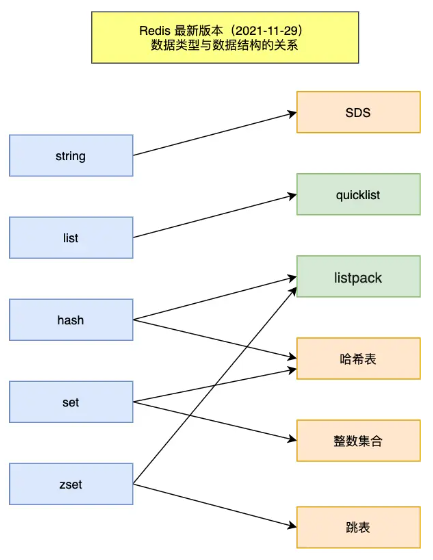 Redis 最新版本（2021-11-29）
数据类型与数据结构的关系
SDS
string
quicklist
list
listpack
hash
哈希表
set
整数集合
zset
跳表